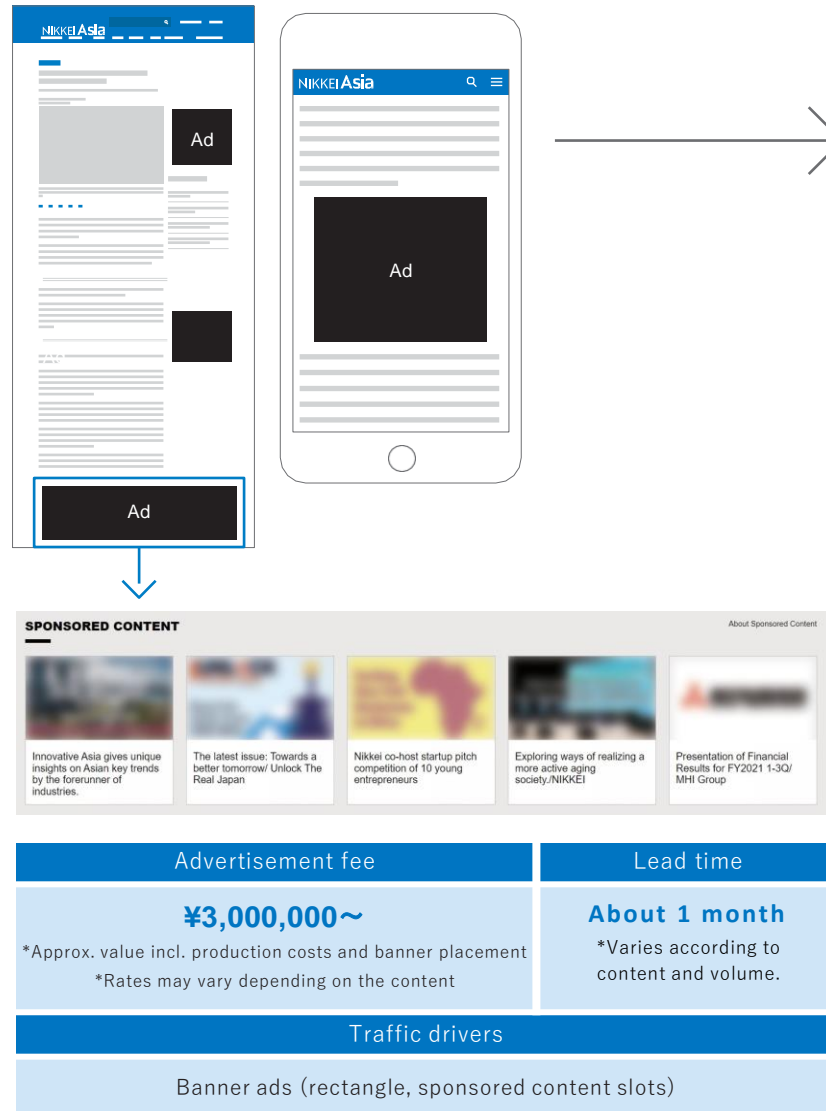 NIKKEI Asia
Ad
Ad
NIKKEI Asia
Ad
SPONSORED CONTENT
About Sponsored Content
Innovative Asia gives unique
insights on Asian key trends
by the forerunner of
industries.
The latest issue: Towards a
better tomorrow/ Unlock The
Real Japan
Nikkei co-host startup pitch
competition of 10 young
entrepreneurs
Exploring ways of realizing a
more active aging
society./NIKKEI
Presentation of Financial
Results for FY2021 1-3Q/
MHI Group
Advertisement fee
¥3,000,000～
*Approx. value incl. production costs and banner placement
*Rates may vary depending on the content
Lead time
About 1 month
*Varies according to
content and volume.
Traffic drivers
Banner ads (rectangle, sponsored content slots)